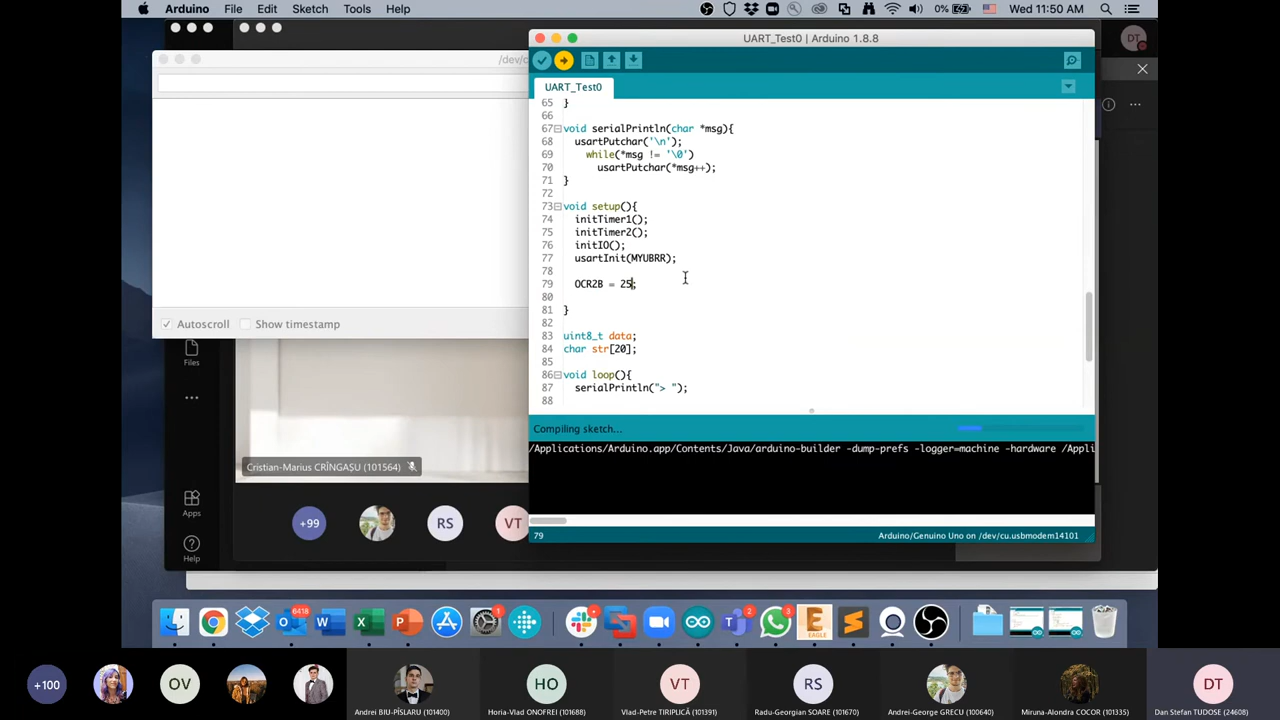 Arduino File Edit Sketch Tools Help
0% Wed 11:50 AM
UART_Test0 | Arduino 1.8.8
/dev/c
DT
UART_Test0
65 }
66
67 void serialPrintln(char *msg){
68 usartPutchar('\n');
69 while(*msg != '\0')
70 usartPutchar(*msg++);
71 }
72
73 void setup(){
74 initTimer1();
75 initTimer2();
76 initIO();
77 usartInit(MYUBRR);
78
79 OCR2B = 25;
80
81 }
82
83 uint8_t data;
84 char str[20];
85
86 void loop(){
87 serialPrintln("> ");
88
Autoscroll Show timestamp
Files
Compiling sketch...
/Applications/Arduino.app/Contents/Java/arduino-builder -dump-prefs -logger=machine -hardware /Appli
Cristian-Marius CRÎNGAȘU (101564)
Apps
+99 RS VT
Help
79 Arduino/Genuino Uno on /dev/cu.usbmodem14101
6418 1 2 3
W X P EAGLE
+100 OV HO VT RS DT
Andrei BIU-PÎSLARU (101400) Horia-Vlad ONOFREI (101688) Vlad-Petre TIRIPLICĂ (101391) Radu-Georgian SOARE (101670) Andrei-George GRECU (100640) Miruna-Alondra COCOR (101335) Dan Stefan TUDOSE (24608)